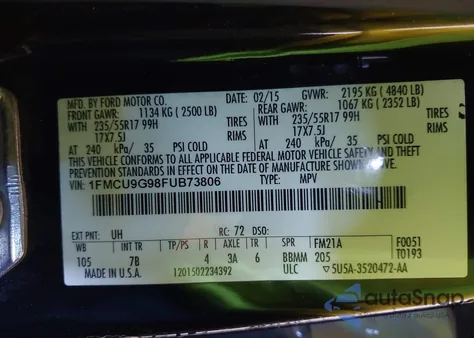 MFD. BY FORD MOTOR CO.
DATE: 02/15 GVWR: 2195 KG ( 4840 LB)
FRONT GAWR: 1134 KG ( 2500 LB) REAR GAWR: 1067 KG ( 2352 LB)
WITH 235/55R17 99H TIRES WITH 235/55R17 99H TIRES
17X7.5J RIMS 17X7.5J RIMS
AT 240 kPa/ 35 PSI COLD AT 240 kPa/ 35 PSI COLD
THIS VEHICLE CONFORMS TO ALL APPLICABLE FEDERAL MOTOR VEHICLE SAFETY AND THEFT
PREVENTION STANDARDS IN EFFECT ON THE DATE OF MANUFACTURE SHOWN ABOVE.
VIN: 1FMCU9G98FUB73806 TYPE: MPV
EXT PNT: UH RC: 72 DSO: F0051
WB INT TR TP/PS R AXLE TR SPR FM21A T0193
105 7B 4 3A 6 BBMM 205
MADE IN U.S.A. 1201502234392 ULC 5U5A-3520472-AA
autoSnap